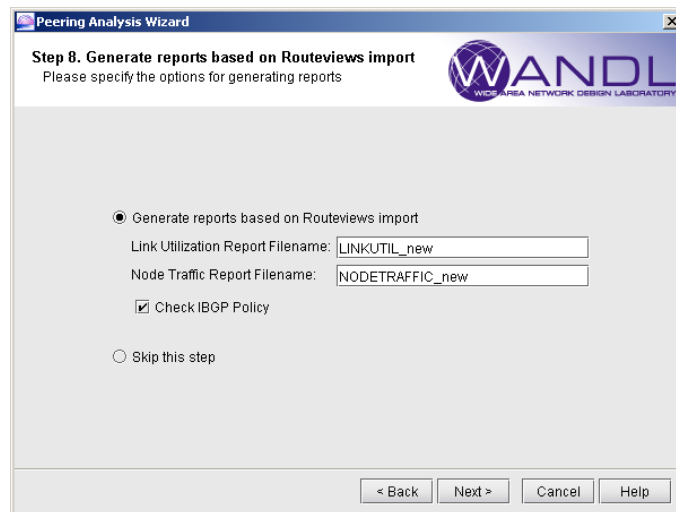 Peering Analysis Wizard
Step 8. Generate reports based on Routeviews import
Please specify the options for generating reports
WANDL
WIDE AREA NETWORK DESIGN LABORATORY
Generate reports based on Routeviews import
Link Utilization Report Filename: LINKUTIL_new
Node Traffic Report Filename: NODETRAFFIC_new
Check IBGP Policy
Skip this step
< Back Next > Cancel Help